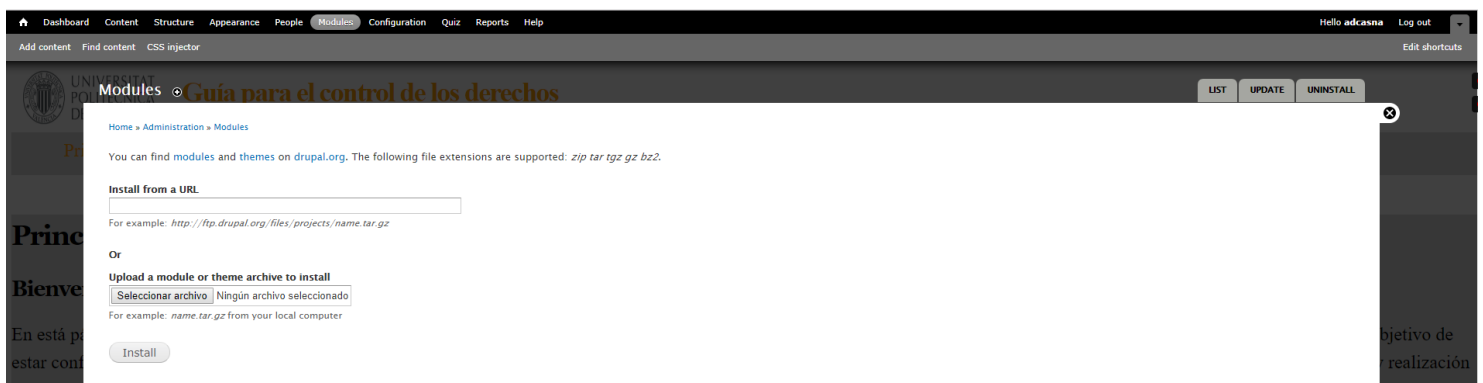 Dashboard Content Structure Appearance People Modules Configuration Quiz Reports Help Hello adcasna Log out
Add content Find content CSS injector Edit shortcuts
UNIVERSITAT
POLITÈCNICA
Guía para el control de los derechos
Modules
LIST UPDATE UNINSTALL
Home » Administration » Modules
You can find modules and themes on drupal.org. The following file extensions are supported: zip tar tgz gz bz2.
Install from a URL
For example: http://ftp.drupal.org/files/projects/name.tar.gz
Princ
Or
Upload a module or theme archive to install
Bienve
Seleccionar archivo Ningún archivo seleccionado
For example: name.tar.gz from your local computer
En está pa bjetivo de
Install
estar conf realización